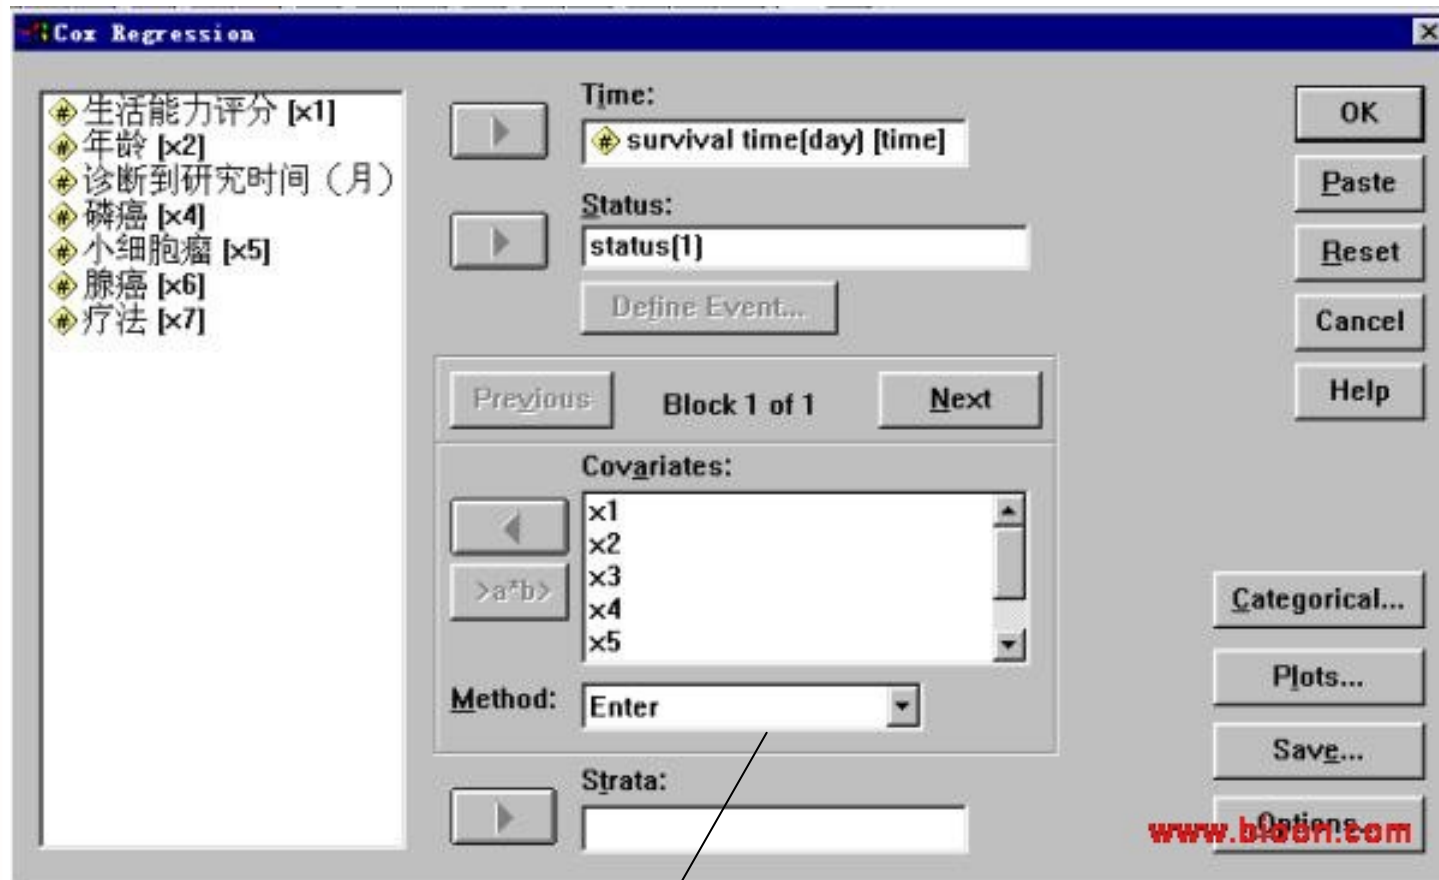 Cox Regression
生活能力评分 [x1]
年龄 [x2]
诊断到研究时间（月）
磷癌 [x4]
小细胞瘤 [x5]
腺癌 [x6]
疗法 [x7]
Time:
survival time(day) [time]
Status:
status(1)
Define Event...
Previous
Block 1 of 1
Next
Covariates:
x1
x2
x3
x4
x5
>a*b>
Method:
Enter
Strata:
OK
Paste
Reset
Cancel
Help
Categorical...
Plots...
Save...
Options...
www.bioon.com